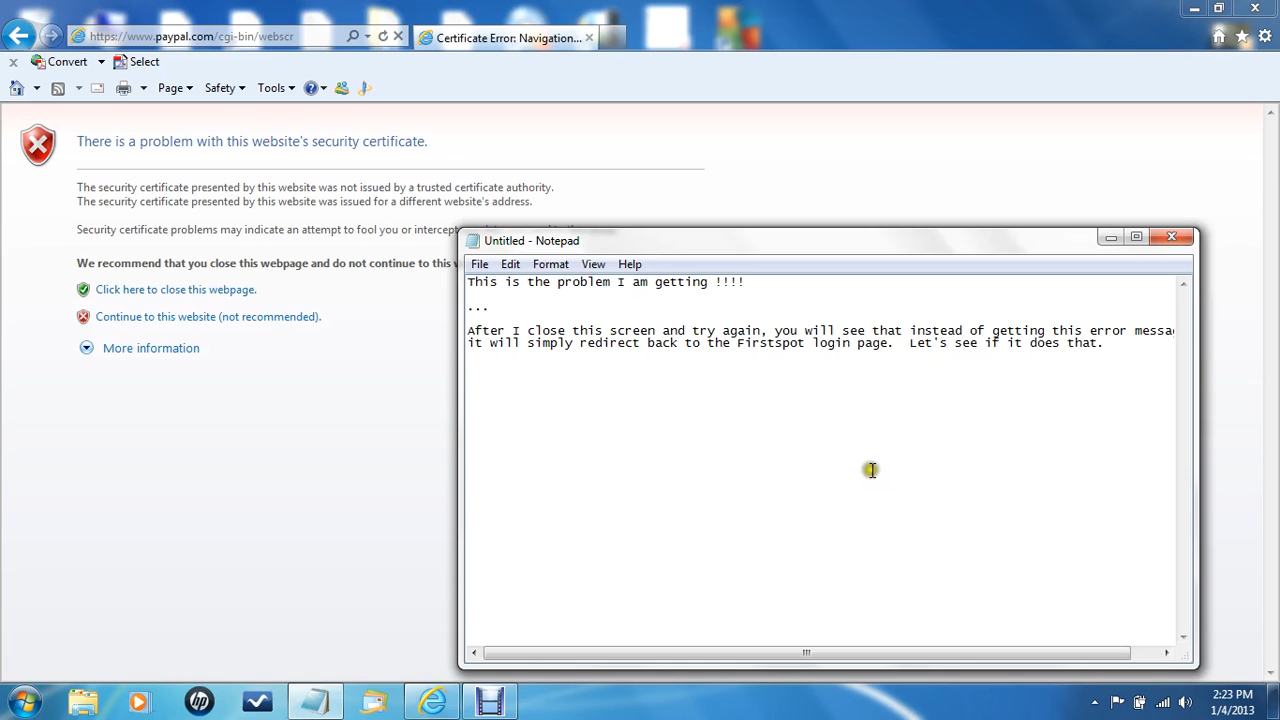 https://www.paypal.com/cgi-bin/webscr
Certificate Error: Navigation...
Convert
Select
Page
Safety
Tools
There is a problem with this website's security certificate.
The security certificate presented by this website was not issued by a trusted certificate authority.
The security certificate presented by this website was issued for a different website's address.
Security certificate problems may indicate an attempt to fool you or
We recommend that you close this webpage and do not continue to this
Click here to close this webpage.
Continue to this website (not recommended).
More information
Untitled - Notepad
File Edit Format View Help
This is the problem I am getting !!!!
...
After I close this screen and try again, you will see that instead of getting this error
it will simply redirect back to the Firstspot login page. Let's see if it does that.
hp
2:23 PM
1/4/2013